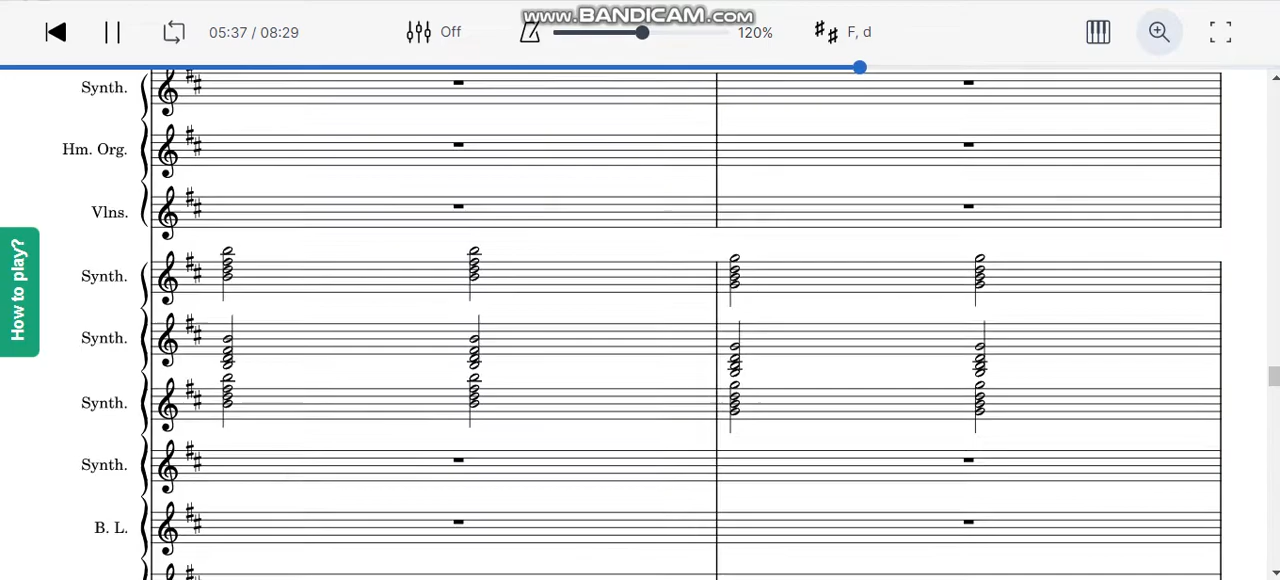 www.BANDICAM.com
05:37 / 08:29
Off
120%
F, d
Synth.
Hm. Org.
Vlns.
Synth.
Synth.
Synth.
Synth.
B. L.
How to play?